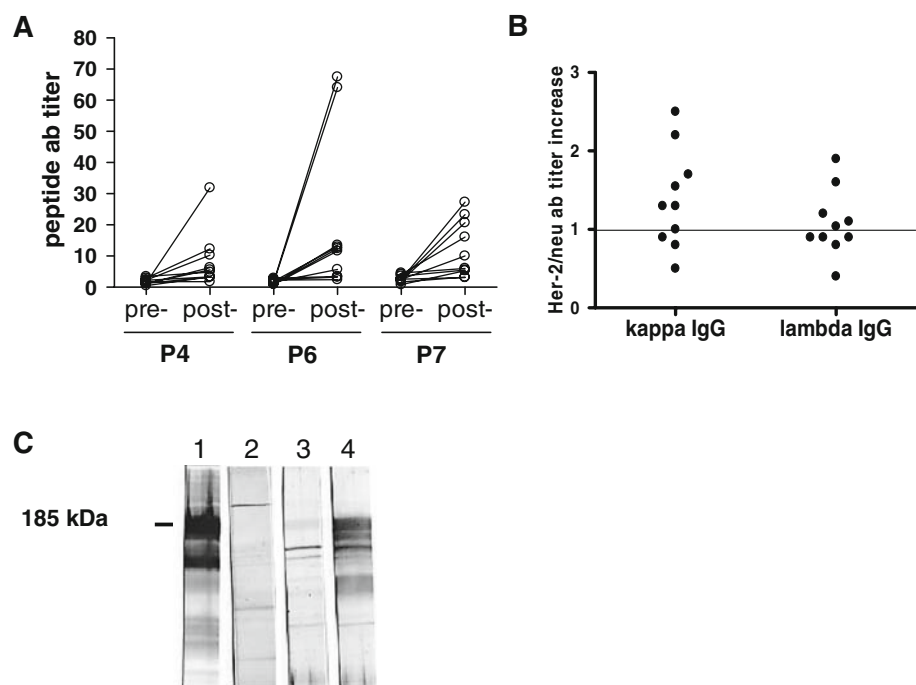 A
peptide ab titer
80
70
60
50
40
30
20
10
0
pre- post- pre- post- pre- post-
P4 P6 P7
B
Her-2/neu ab titer increase
3
2
1
0
kappa IgG lambda IgG
C
1 2 3 4
185 kDa